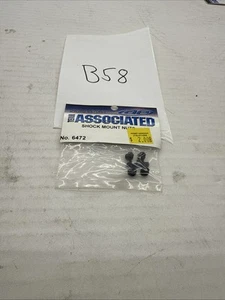 B58
ASSOCIATED
SHOCK MOUNT NUTS
No. 6472